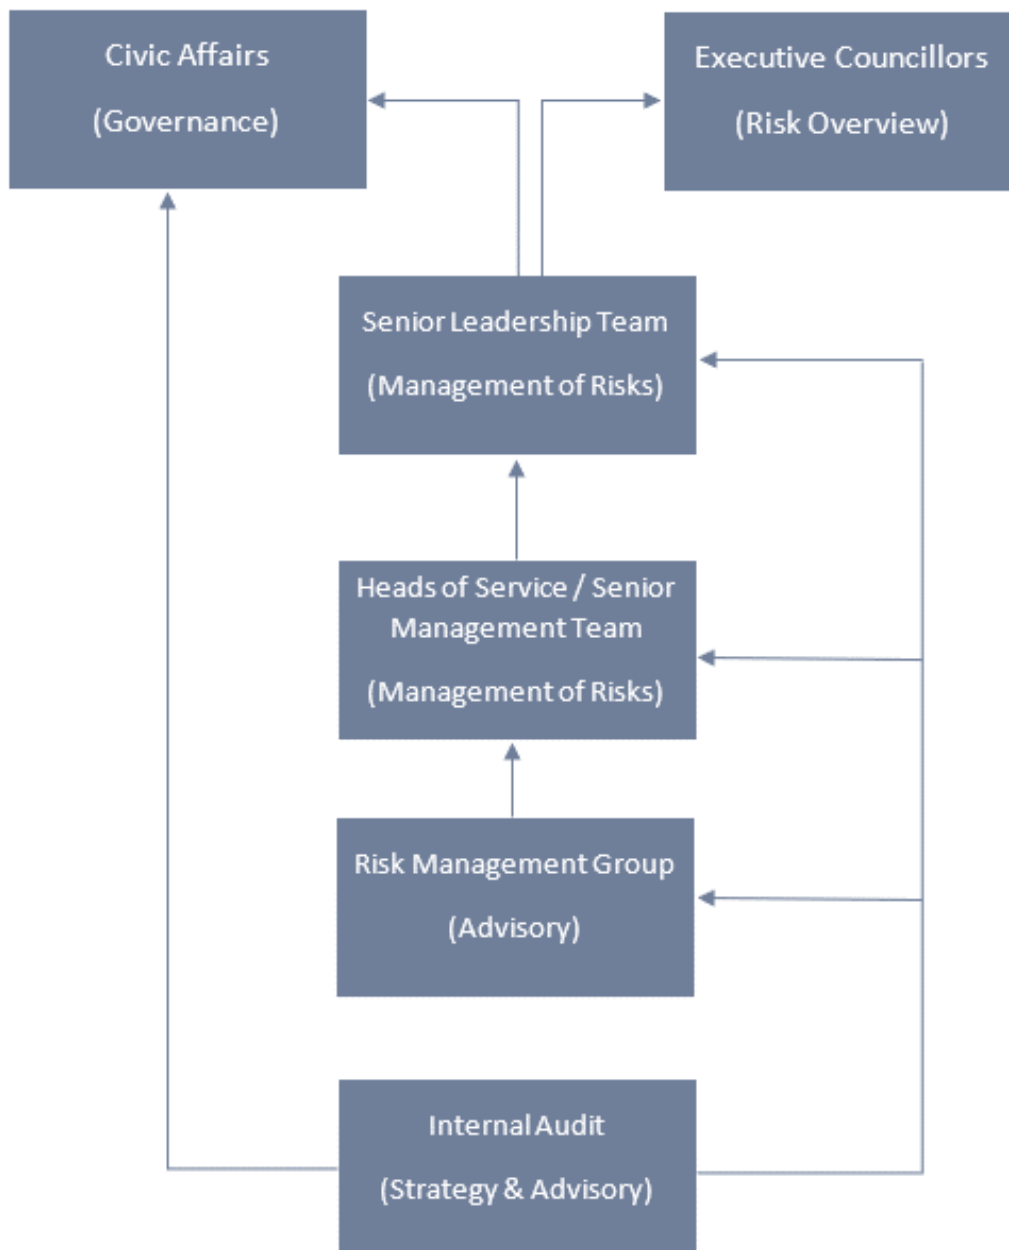 Civic Affairs
(Governance)
Executive Councillors
(Risk Overview)
Senior Leadership Team
(Management of Risks)
Heads of Service / Senior
Management Team
(Management of Risks)
Risk Management Group
(Advisory)
Internal Audit
(Strategy & Advisory)